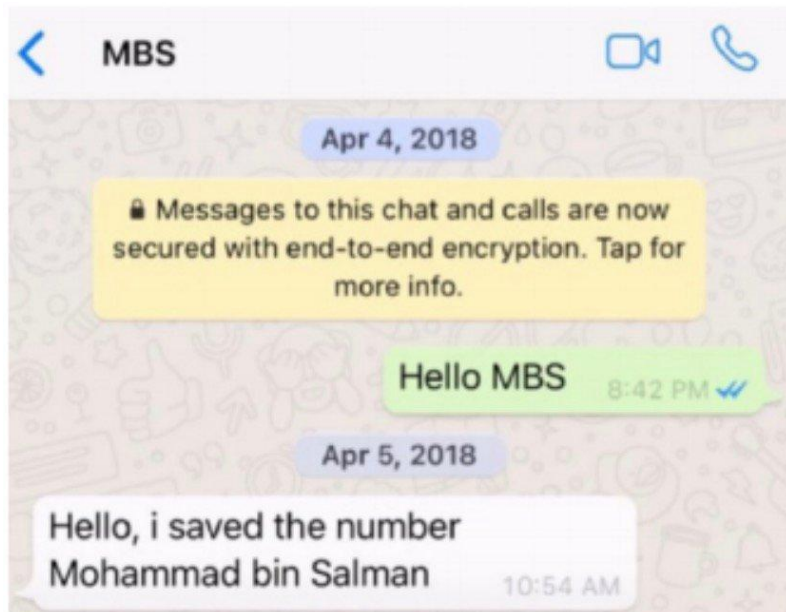 MBS
Apr 4, 2018
Messages to this chat and calls are now
secured with end-to-end encryption. Tap for
more info.
Hello MBS 8:42 PM
Apr 5, 2018
Hello, i saved the number
Mohammad bin Salman 10:54 AM